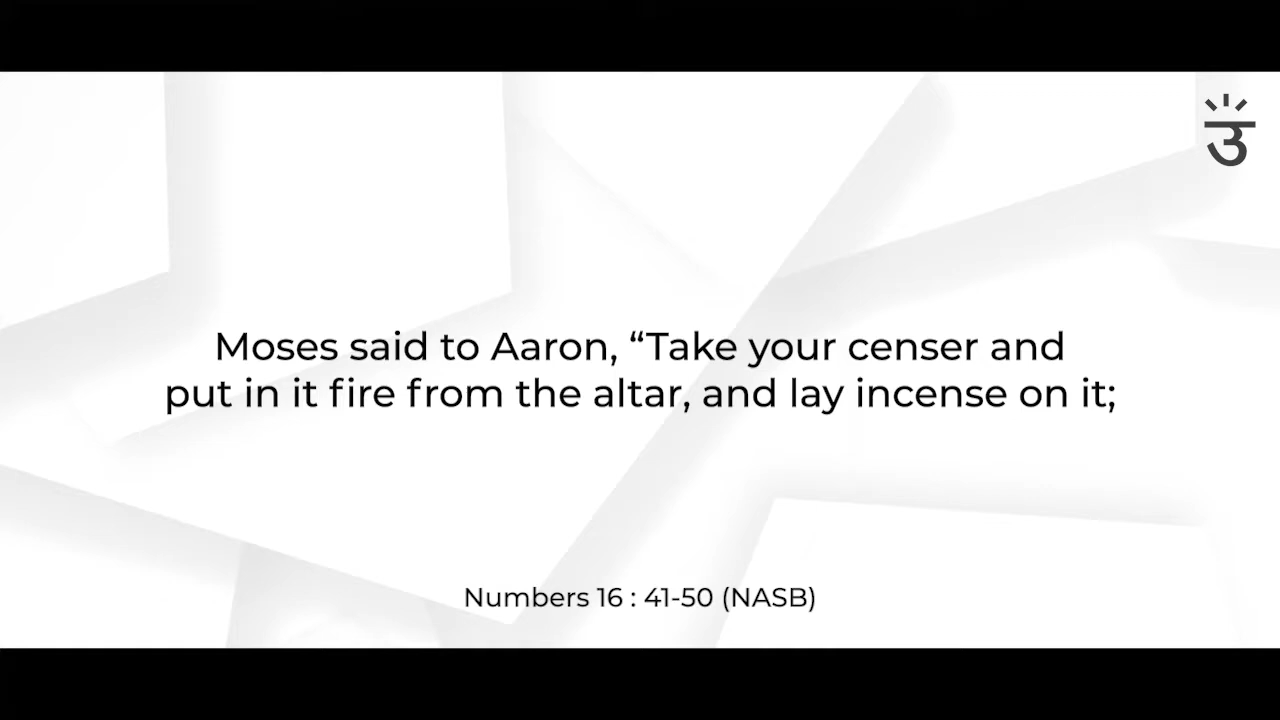 उ
Moses said to Aaron, “Take your censer and
put in it fire from the altar, and lay incense on it;
Numbers 16 : 41-50 (NASB)